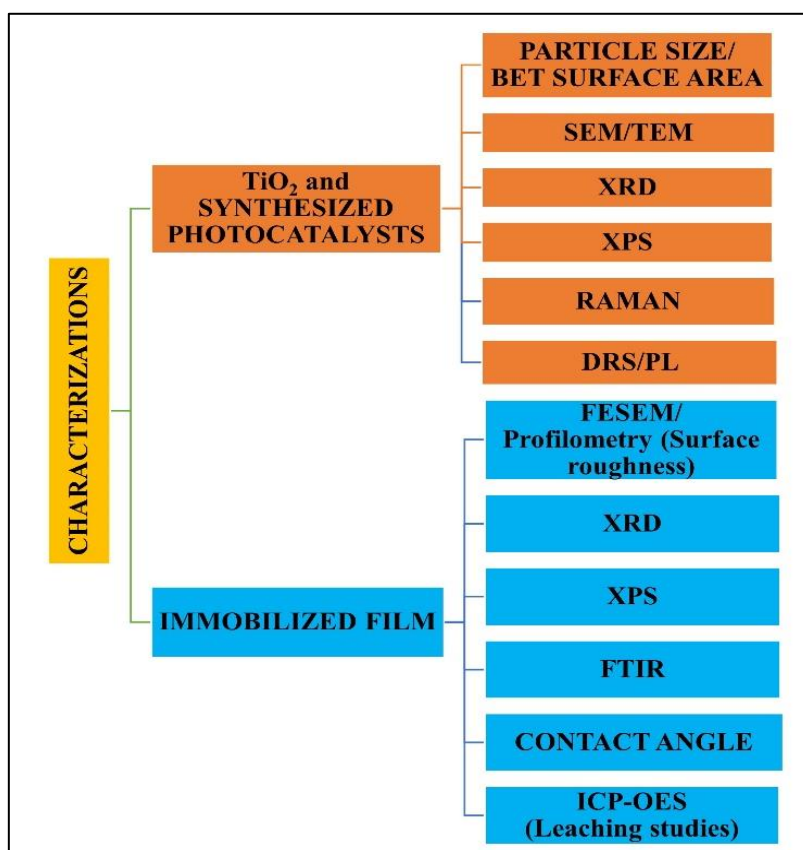 CHARACTERIZATIONS
TiO₂ and
SYNTHESIZED
PHOTOCATALYSTS
PARTICLE SIZE/
BET SURFACE AREA
SEM/TEM
XRD
XPS
RAMAN
DRS/PL
IMMOBILIZED FILM
FESEM/
Profilometry (Surface
roughness)
XRD
XPS
FTIR
CONTACT ANGLE
ICP-OES
(Leaching studies)